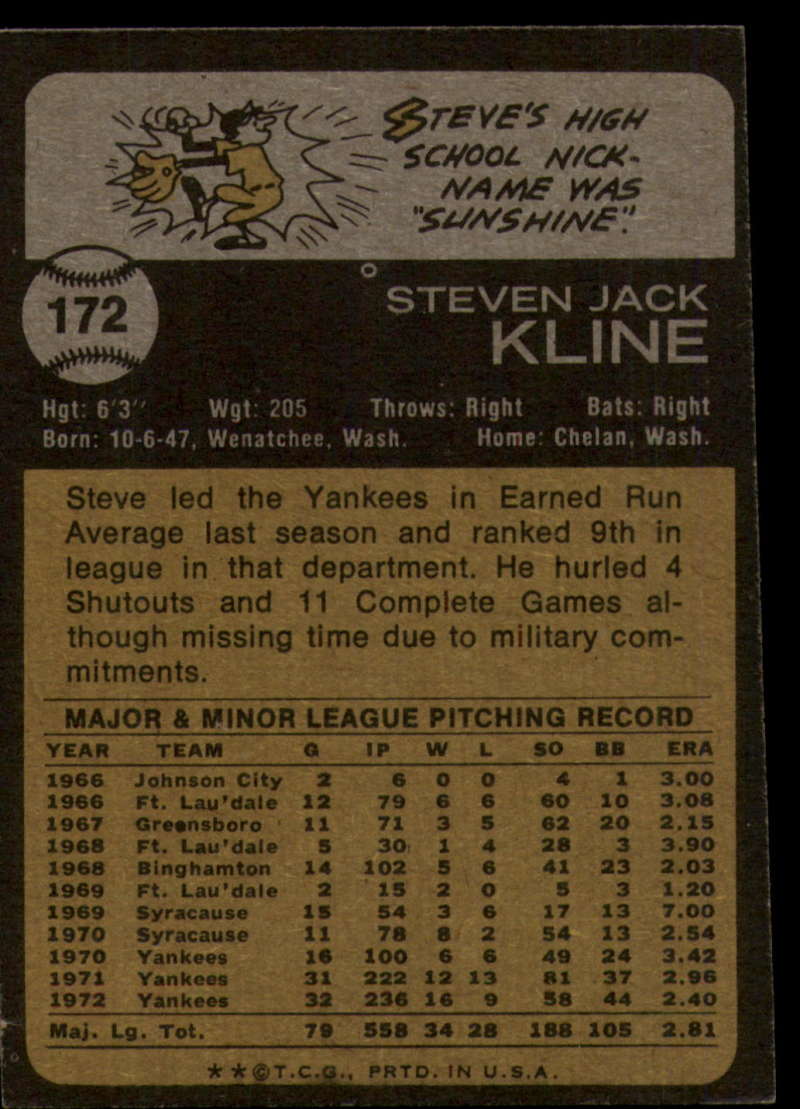 STEVE'S HIGH
SCHOOL NICK-
NAME WAS
"SUNSHINE".
172
STEVEN JACK
KLINE
Hgt: 6'3" Wgt: 205 Throws: Right Bats: Right
Born: 10-6-47, Wenatchee, Wash. Home: Chelan, Wash.
Steve led the Yankees in Earned Run
Average last season and ranked 9th in
league in that department. He hurled 4
Shutouts and 11 Complete Games al-
though missing time due to military com-
mitments.
MAJOR & MINOR LEAGUE PITCHING RECORD
YEAR TEAM G IP W L SO BB ERA
1966 Johnson City 2 6 0 0 4 1 3.00
1966 Ft. Lau'dale 12 79 6 6 60 10 3.08
1967 Greensboro 11 71 3 5 62 20 2.15
1968 Ft. Lau'dale 5 30 1 4 28 3 3.90
1968 Binghamton 14 102 5 6 41 23 2.03
1969 Ft. Lau'dale 2 15 2 0 5 3 1.20
1969 Syracause 15 54 3 6 17 13 7.00
1970 Syracause 11 78 8 2 54 13 2.54
1970 Yankees 16 100 6 6 49 24 3.42
1971 Yankees 31 222 12 13 81 37 2.96
1972 Yankees 32 236 16 9 58 44 2.40
Maj. Lg. Tot. 79 558 34 28 188 105 2.81
★★©T.C.G., PRTD. IN U.S.A.